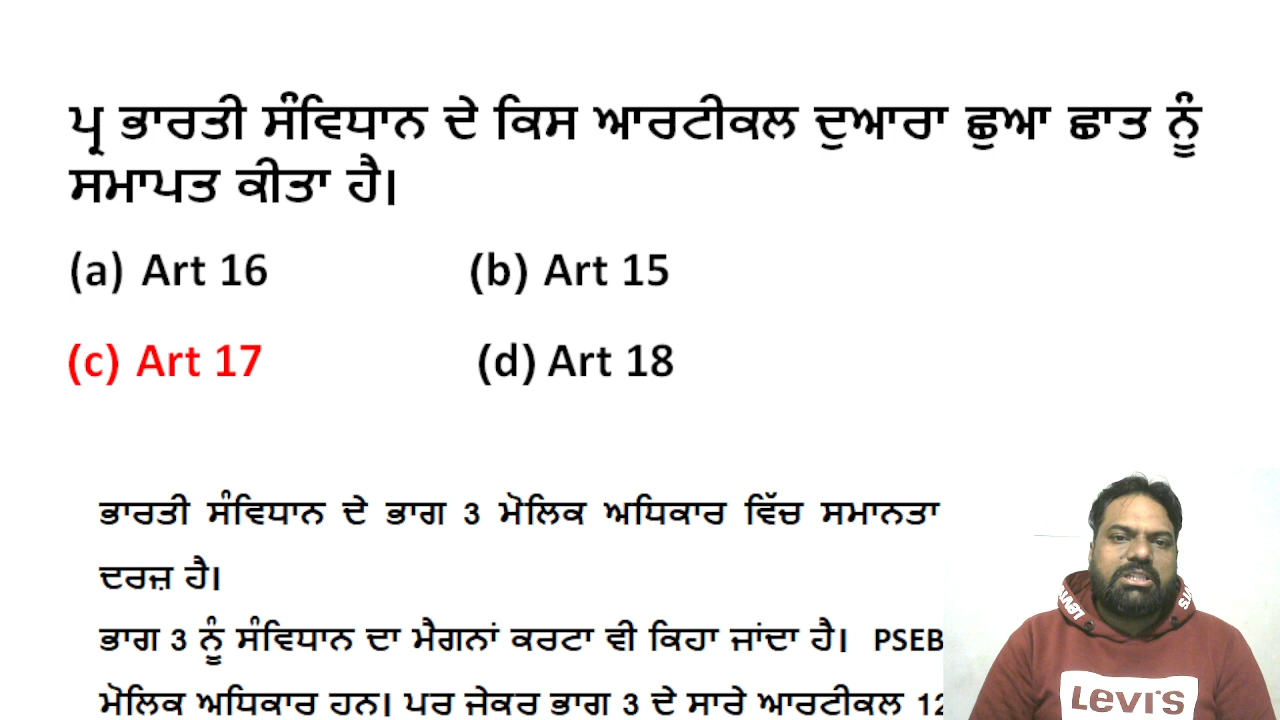 ਪ੍ਰ ਭਾਰਤੀ ਸੰਵਿਧਾਨ ਦੇ ਕਿਸ ਆਰਟੀਕਲ ਦੁਆਰਾ ਛੁਆ ਛਾਤ ਨੂੰ
ਸਮਾਪਤ ਕੀਤਾ ਹੈ।
(a) Art 16 (b) Art 15
(c) Art 17 (d) Art 18
ਭਾਰਤੀ ਸੰਵਿਧਾਨ ਦੇ ਭਾਗ 3 ਮੋਲਿਕ ਅਧਿਕਾਰ ਵਿੱਚ ਸਮਾਨਤਾ
ਦਰਜ਼ ਹੈ।
ਭਾਗ 3 ਨੂੰ ਸੰਵਿਧਾਨ ਦਾ ਮੈਗਨਾਂ ਕਰਟਾ ਵੀ ਕਿਹਾ ਜਾਂਦਾ ਹੈ। PSEB
ਮੋਲਿਕ ਅਧਿਕਾਰ ਹਨ। ਪਰ ਜੇਕਰ ਭਾਗ 3 ਦੇ ਸਾਰੇ ਆਰਟੀਕਲ
LEVI'S